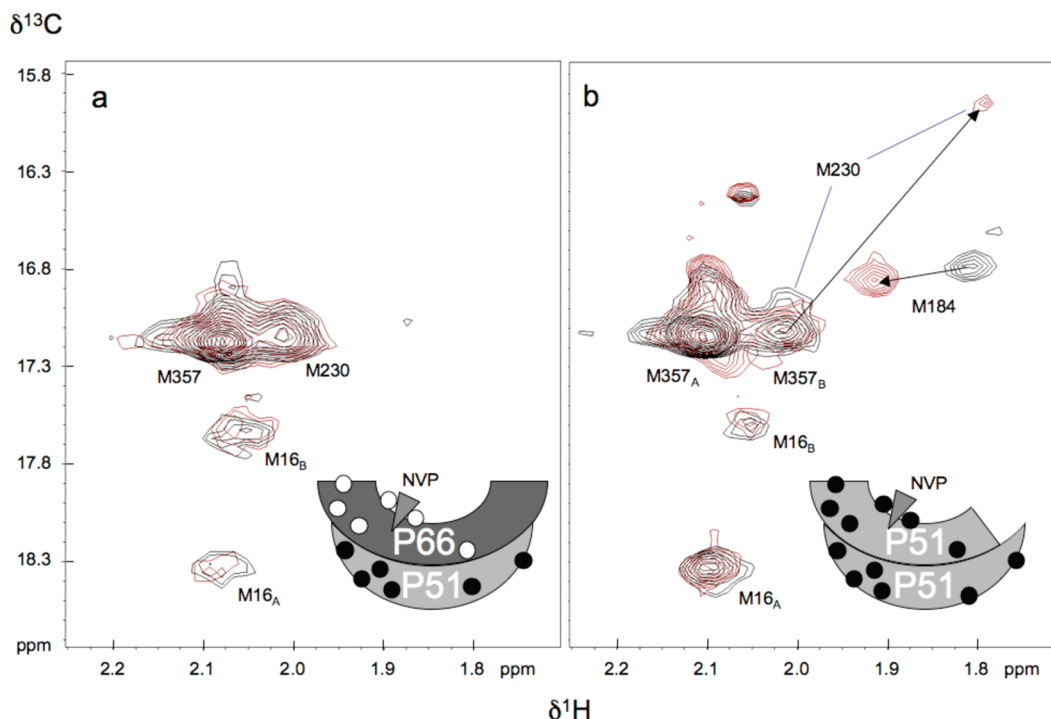 δ¹³C
a
15.8
16.3
16.8
17.3
17.8
18.3
ppm
M357
M230
M16B
M16A
NVP
P66
P51
2.2
2.1
2.0
1.9
1.8
ppm
b
M230
M184
M357A
M357B
M16B
M16A
NVP
P51
P51
2.2
2.1
2.0
1.9
1.8
ppm
δ¹H